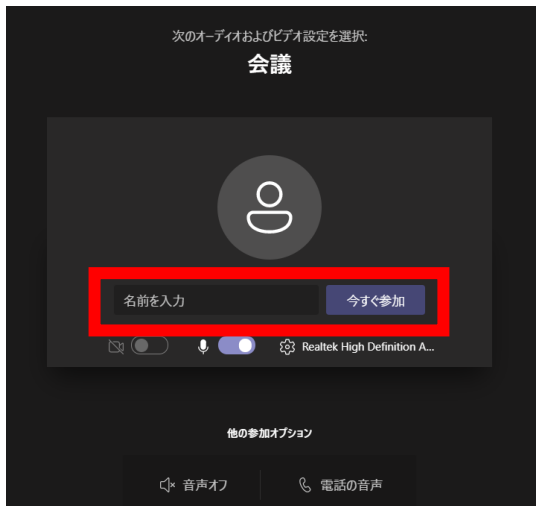 次のオーディオおよびビデオ設定を選択:
会議
名前を入力
今すぐ参加
Realtek High Definition A...
他の参加オプション
音声オフ
電話の音声